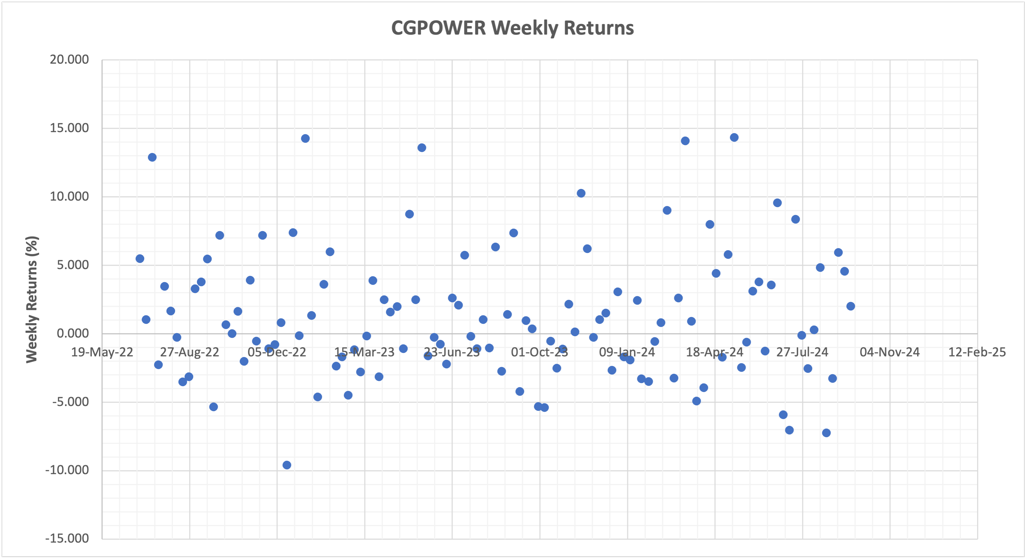 CGPOWER Weekly Returns
20.000
15.000
10.000
5.000
0.000
-5.000
-10.000
-15.000
Weekly Returns (%)
19-May-22 27-Aug-22 05-Dec-22 15-Mar-23 23-Jun-23 01-Oct-23 09-Jan-24 18-Apr-24 27-Jul-24 04-Nov-24 12-Feb-25